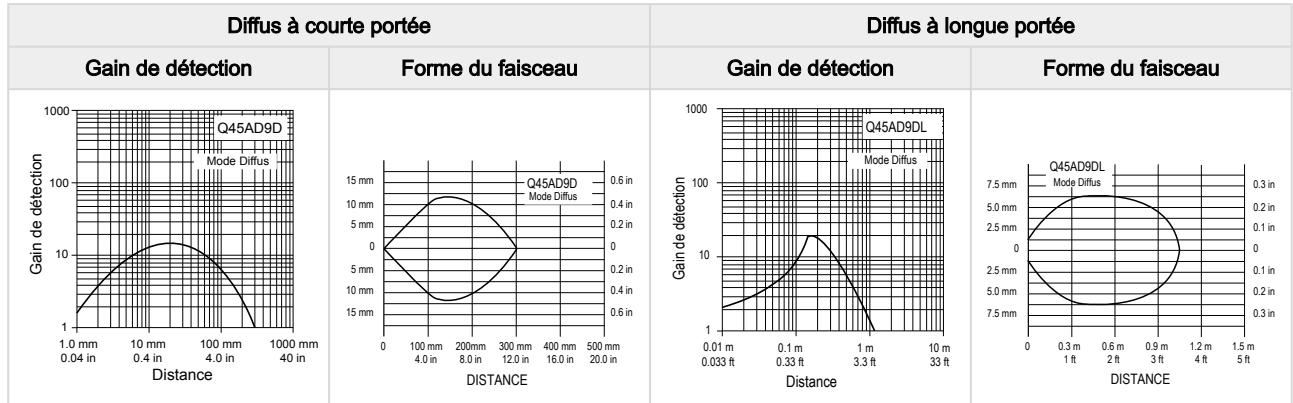 Diffus à courte portée
Diffus à longue portée
Gain de détection
Forme du faisceau
Gain de détection
Forme du faisceau
1000
Q45AD9D
Mode Diffus
100
Gain de détection
10
1
1.0 mm 10 mm 100 mm 1000 mm
0.04 in 0.4 in 4.0 in 40 in
Distance
15 mm
10 mm
5 mm
0
5 mm
10 mm
15 mm
Q45AD9D
Mode Diffus
0.6 in
0.4 in
0.2 in
0
0.2 in
0.4 in
0.6 in
0 100 mm 200mm 300 mm 400 mm 500 mm
4.0 in 8.0 in 12.0 in 16.0 in 20.0 in
DISTANCE
1000
Q45AD9DL
Mode Diffus
100
Gain de détection
10
1
0.01 m 0.1 m 1 m 10 m
0.033 ft 0.33 ft 3.3 ft 33 ft
Distance
Q45AD9DL
Mode Diffus
7.5 mm
5.0 mm
2.5 mm
0
2.5 mm
5.0 mm
7.5 mm
0.3 in
0.2 in
0.1 in
0
0.1 in
0.2 in
0.3 in
0 0.3 m 0.6 m 0.9 m 1.2 m 1.5 m
1 ft 2 ft 3 ft 4 ft 5 ft
DISTANCE